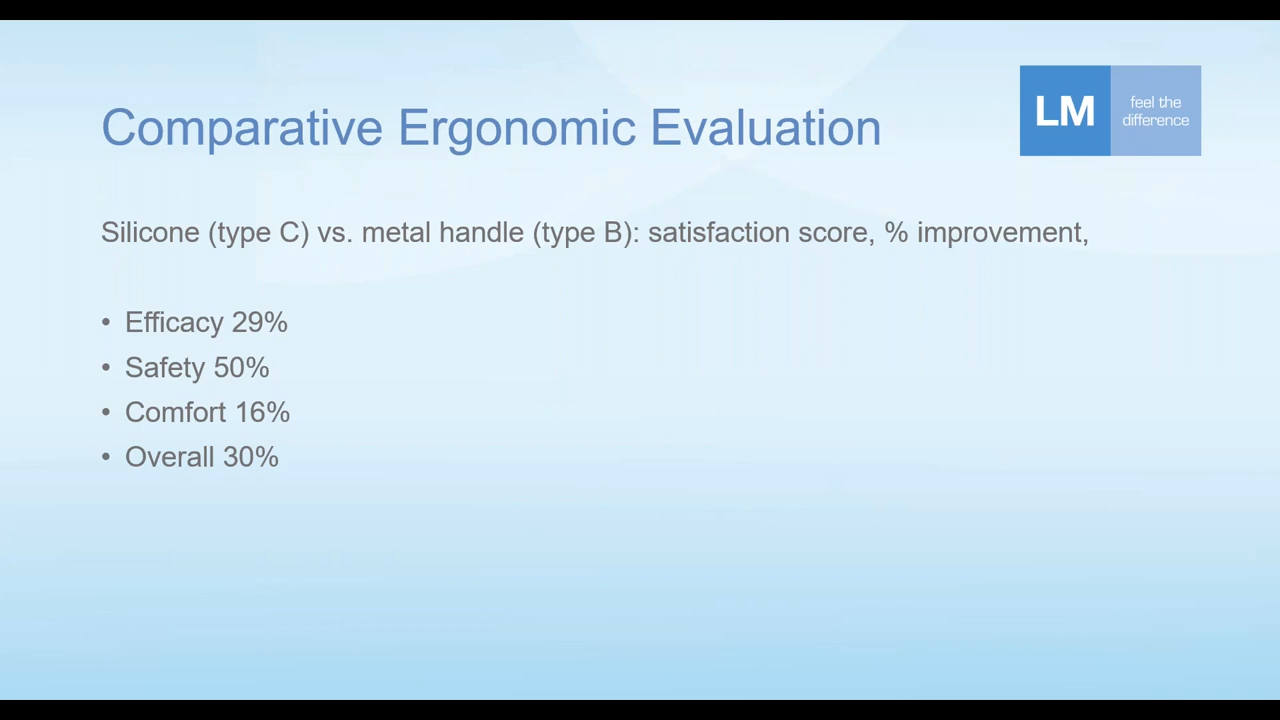 Comparative Ergonomic Evaluation
LM
feel the
difference
Silicone (type C) vs. metal handle (type B): satisfaction score, % improvement,
• Efficacy 29%
• Safety 50%
• Comfort 16%
• Overall 30%